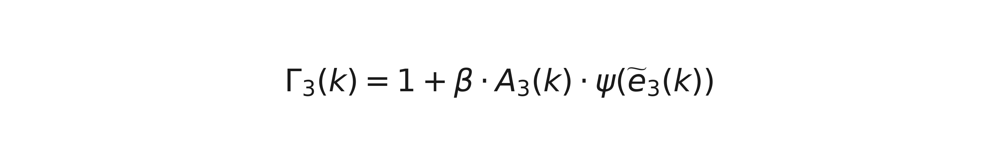 Γ₃(k) = 1 + β · A₃(k) · ψ(ẽ₃(k))